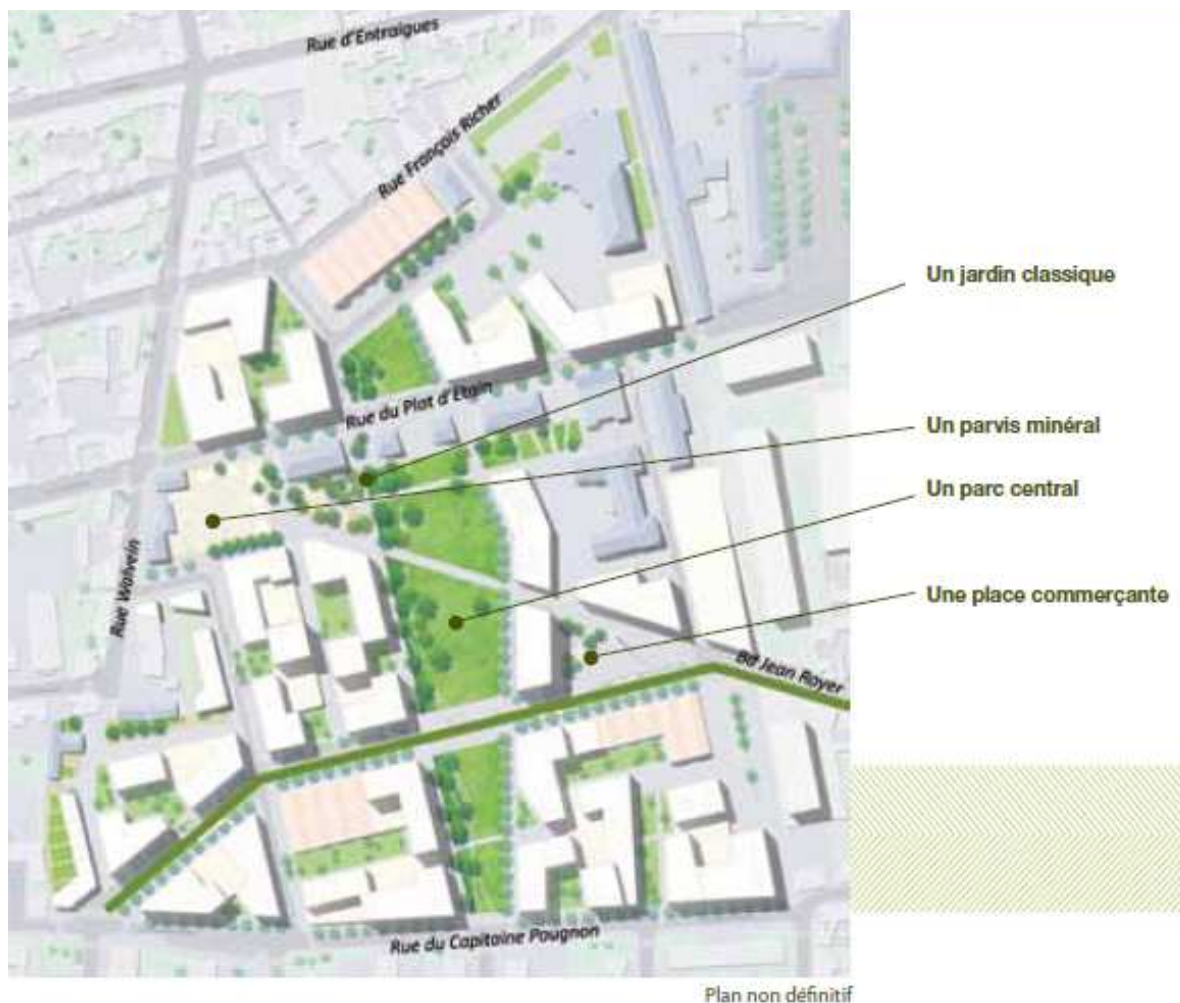 Rue d'Entraigues
Rue François Richer
Un jardin classique
Rue du Plat d'Etain
Un parvis minéral
Un parc central
Rue Walvein
Une place commerçante
Bd Jean Royer
Rue du Capitaine Pougnon
Plan non définitif